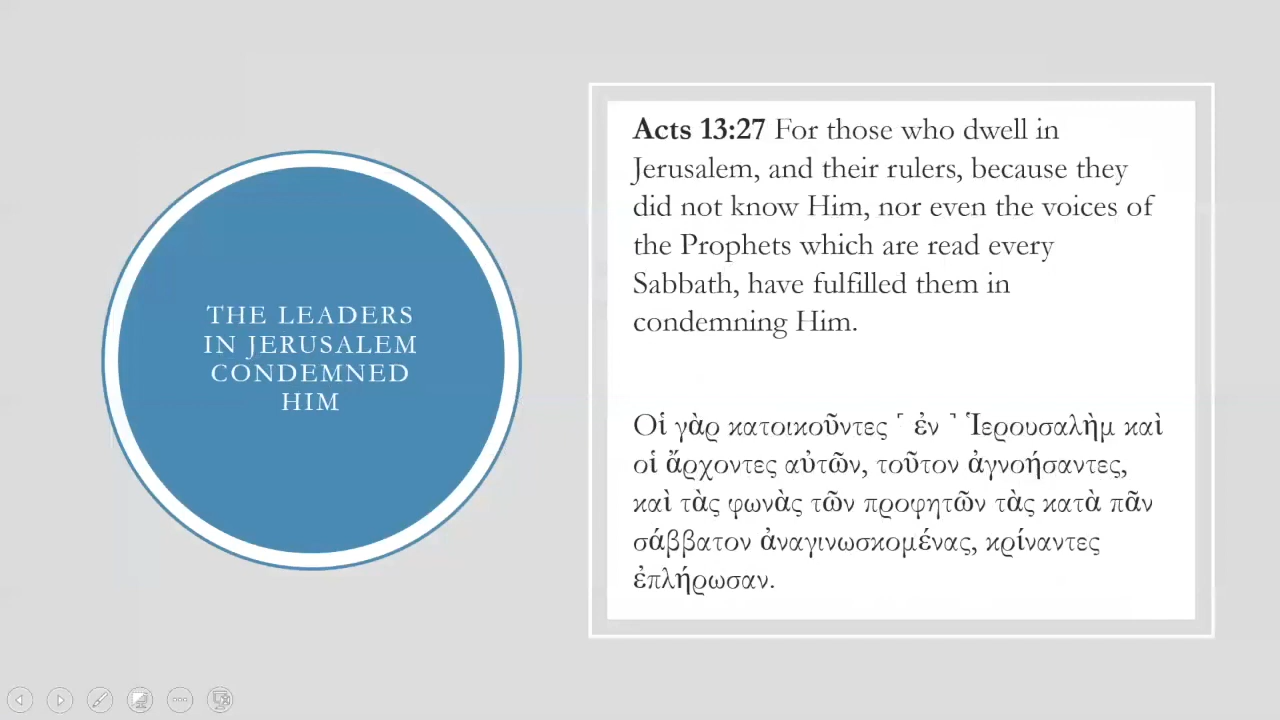 THE LEADERS
IN JERUSALEM
CONDEMNED
HIM
Acts 13:27 For those who dwell in
Jerusalem, and their rulers, because they
did not know Him, nor even the voices of
the Prophets which are read every
Sabbath, have fulfilled them in
condemning Him.
Οἱ γὰρ κατοικοῦντες ⸂ ἐν ⸃ Ἱερουσαλὴμ καὶ
οἱ ἄρχοντες αὐτῶν, τοῦτον ἀγνοήσαντες,
καὶ τὰς φωνὰς τῶν προφητῶν τὰς κατὰ πᾶν
σάββατον ἀναγινωσκομένας, κρίναντες
ἐπλήρωσαν.